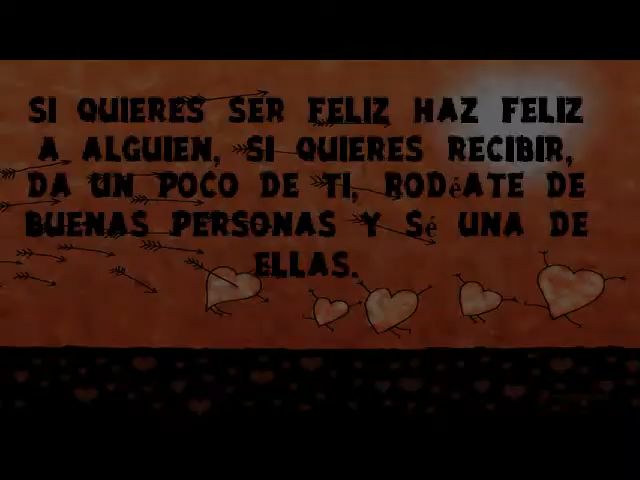 SI QUIERES SER FELIZ HAZ FELIZ
A ALGUIEN, SI QUIERES RECIBIR,
DA UN POCO DE TI, RODéATE DE
BUENAS PERSONAS Y Sé UNA DE
ELLAS.